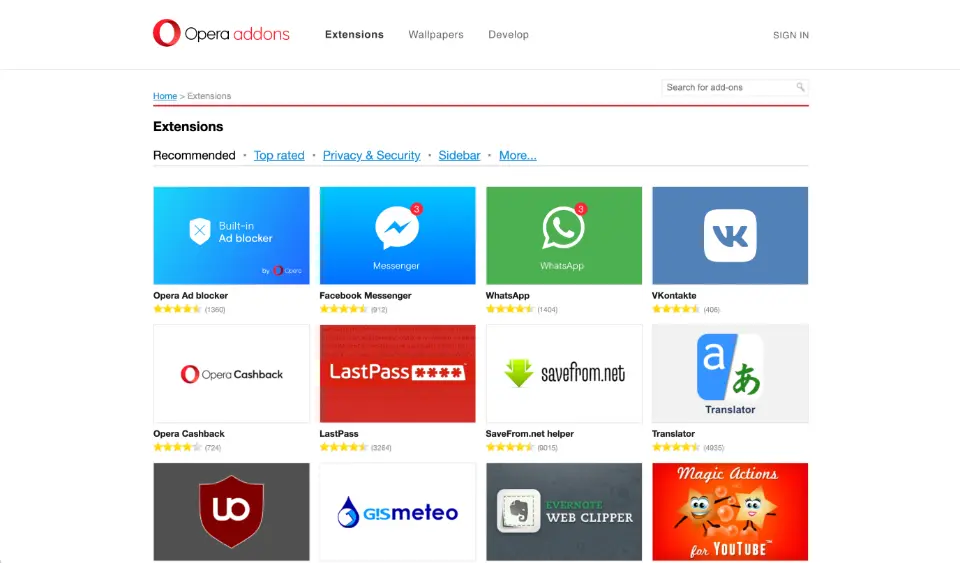 Opera addons
Extensions
Wallpapers
Develop
SIGN IN
Home > Extensions
Search for add-ons
Extensions
Recommended · Top rated · Privacy & Security · Sidebar · More...
Built-in
Ad blocker
by Opera
3
Messenger
3
WhatsApp
Opera Ad blocker
(1360)
Facebook Messenger
(912)
WhatsApp
(1404)
VKontakte
(406)
Opera Cashback
LastPass ****
savefrom.net
a
あ
Translator
Opera Cashback
(724)
LastPass
(3284)
SaveFrom.net helper
(9015)
Translator
(4935)
uo
GISmeteo
EVERNOTE
WEB CLIPPER
Magic Actions
for YouTube™